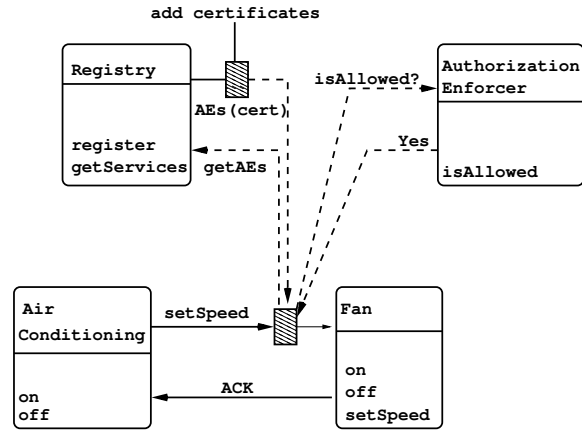 add certificates
Registry
AEs(cert)
register
getServices
getAEs
isAllowed?
Authorization
Enforcer
Yes
isAllowed
Air
Conditioning
on
off
setSpeed
ACK
Fan
on
off
setSpeed